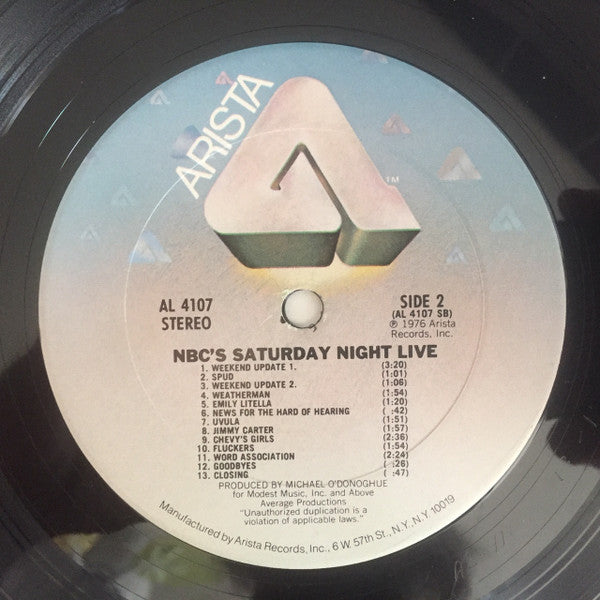 ARISTA
TM
AL 4107
STEREO
SIDE 2
(AL 4107 SB)
℗ 1976 Arista
Records, Inc.
NBC'S SATURDAY NIGHT LIVE
1. WEEKEND UPDATE 1. (3:20)
2. SPUD (1:01)
3. WEEKEND UPDATE 2. (1:06)
4. WEATHERMAN (1:54)
5. EMILY LITELLA (1:20)
6. NEWS FOR THE HARD OF HEARING ( :42)
7. UVULA (1:51)
8. JIMMY CARTER (1:57)
9. CHEVY'S GIRLS (2:36)
10. FLUCKERS (1:54)
11. WORD ASSOCIATION (2:24)
12. GOODBYES ( :26)
13. CLOSING ( :47)
PRODUCED BY MICHAEL O'DONOGHUE
for Modest Music, Inc. and Above
Average Productions
"Unauthorized duplication is a
violation of applicable laws."
Manufactured by Arista Records, Inc., 6 W. 57th St., N.Y., N.Y. 10019